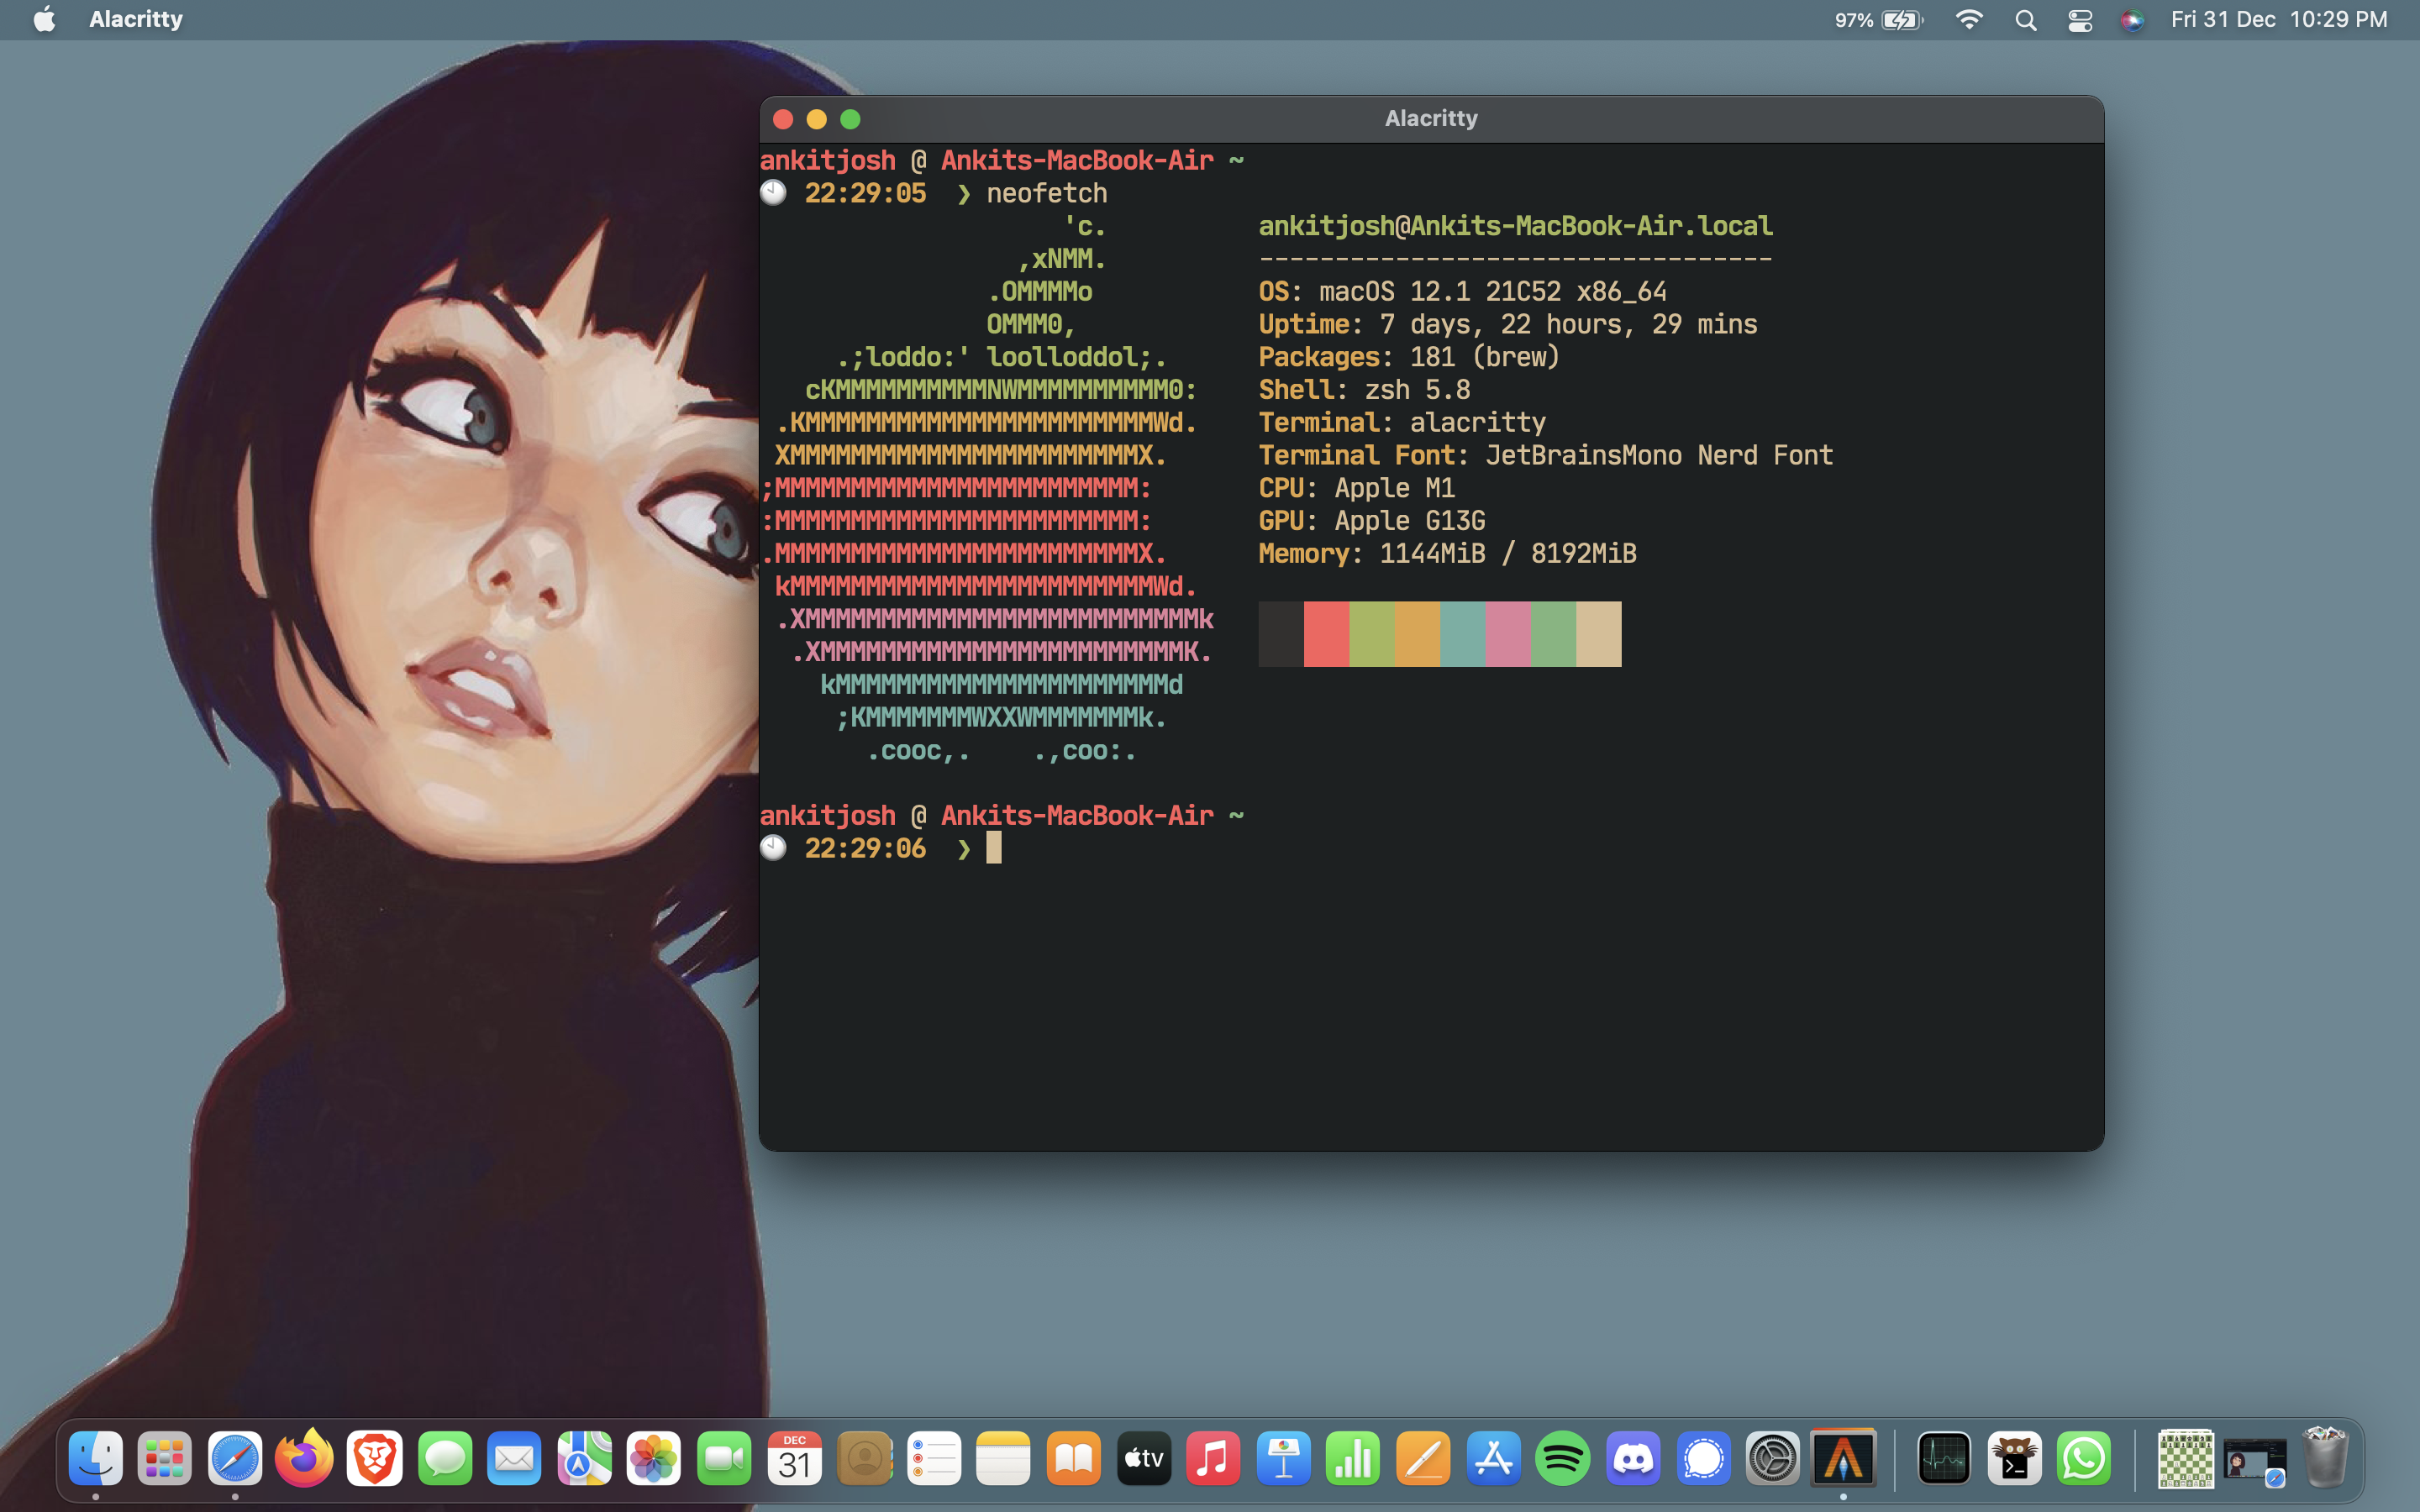 Alacritty
97%
Fri 31 Dec 10:29 PM
Alacritty
ankitjosh @ Ankits-MacBook-Air ~
22:29:05 ❯ neofetch
'c.
,xNMM.
.OMMMMo
OMMM0,
.;loddo:' loolloddol;.
cKMMMMMMMMMMNWMMMMMMMMMM0:
.KMMMMMMMMMMMMMMMMMMMMMMMWd.
XMMMMMMMMMMMMMMMMMMMMMMMX.
;MMMMMMMMMMMMMMMMMMMMMMMM:
:MMMMMMMMMMMMMMMMMMMMMMMM:
.MMMMMMMMMMMMMMMMMMMMMMMMX.
kMMMMMMMMMMMMMMMMMMMMMMMMWd.
.XMMMMMMMMMMMMMMMMMMMMMMMMMMk
.XMMMMMMMMMMMMMMMMMMMMMMMMK.
kMMMMMMMMMMMMMMMMMMMMMMd
;KMMMMMMMWXXWMMMMMMMk.
.cooc,. .,coo:.
ankitjosh@Ankits-MacBook-Air.local
----------------------------------
OS: macOS 12.1 21C52 x86_64
Uptime: 7 days, 22 hours, 29 mins
Packages: 181 (brew)
Shell: zsh 5.8
Terminal: alacritty
Terminal Font: JetBrainsMono Nerd Font
CPU: Apple M1
GPU: Apple G13G
Memory: 1144MiB / 8192MiB
ankitjosh @ Ankits-MacBook-Air ~
22:29:06 ❯
DEC
31
tv